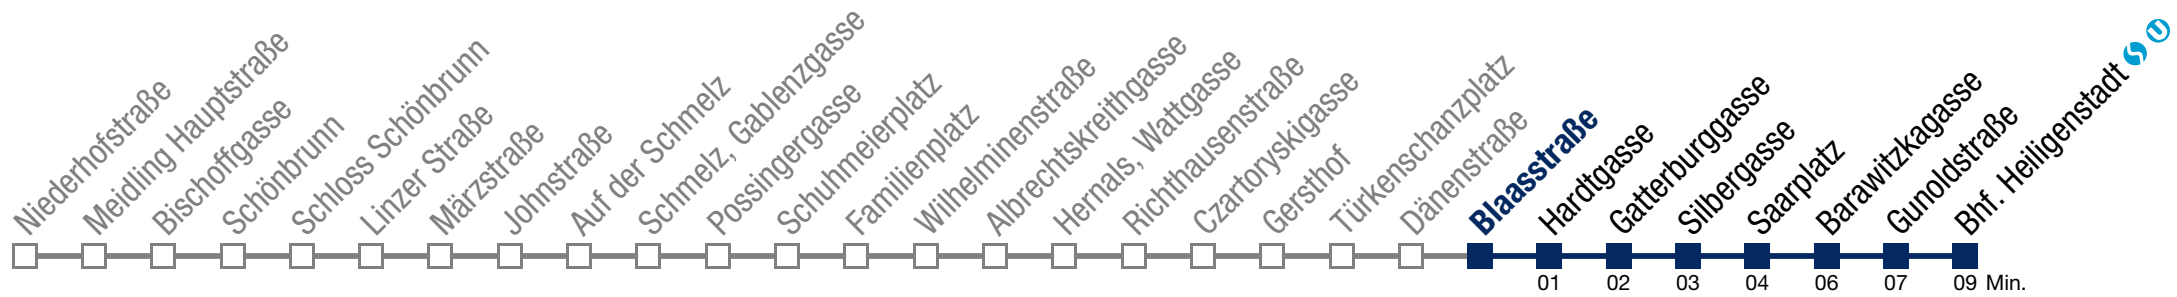 Niederhofstraße
Meidling Hauptstraße
Bischoffgasse
Schönbrunn
Schloss Schönbrunn
Linzer Straße
Märzstraße
Johnstraße
Auf der Schmelz
Schmelz, Gablenzgasse
Possingergasse
Schuhmeierplatz
Familienplatz
Wilhelminenstraße
Albrechtskreithgasse
Hernals, Wattgasse
Richthausenstraße
Czartoryskigasse
Gersthof
Türkenschanzplatz
Dänenstraße
Blaasstraße
Hardtgasse
Gatterburggasse
Silbergasse
Saarplatz
Barawitzkagasse
Gunoldstraße
Bhf. Heiligenstadt S U
01 02 03 04 06 07 09 Min.